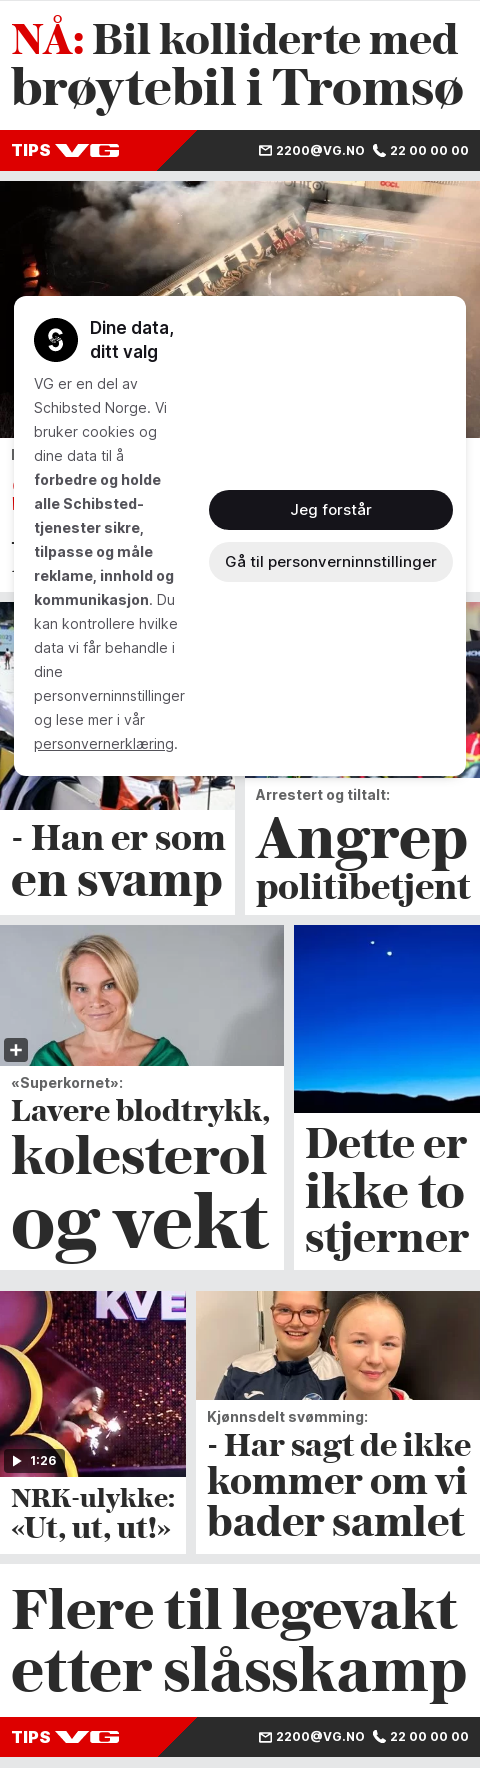 NÅ: Bil kolliderte med
brøytebil i Tromsø
TIPS VG 2200@VG.NO 22 00 00 00
Dine data,
ditt valg
VG er en del av
Schibsted Norge. Vi
bruker cookies og
dine data til å
forbedre og holde
alle Schibsted-
tjenester sikre,
tilpasse og måle
reklame, innhold og
kommunikasjon. Du
kan kontrollere hvilke
data vi får behandle i
dine
personverninnstillinger
og lese mer i vår
personvernerklæring.
Jeg forstår
Gå til personverninnstillinger
- Han er som
en svamp
Arrestert og tiltalt:
Angrep
politibetjent
«Superkornet»:
Lavere blodtrykk,
kolesterol
og vekt
Dette er
ikke to
stjerner
KVE
1:26
NRK-ulykke:
«Ut, ut, ut!»
Kjønnsdelt svømming:
- Har sagt de ikke
kommer om vi
bader samlet
Flere til legevakt
etter slåsskamp
TIPS VG 2200@VG.NO 22 00 00 00